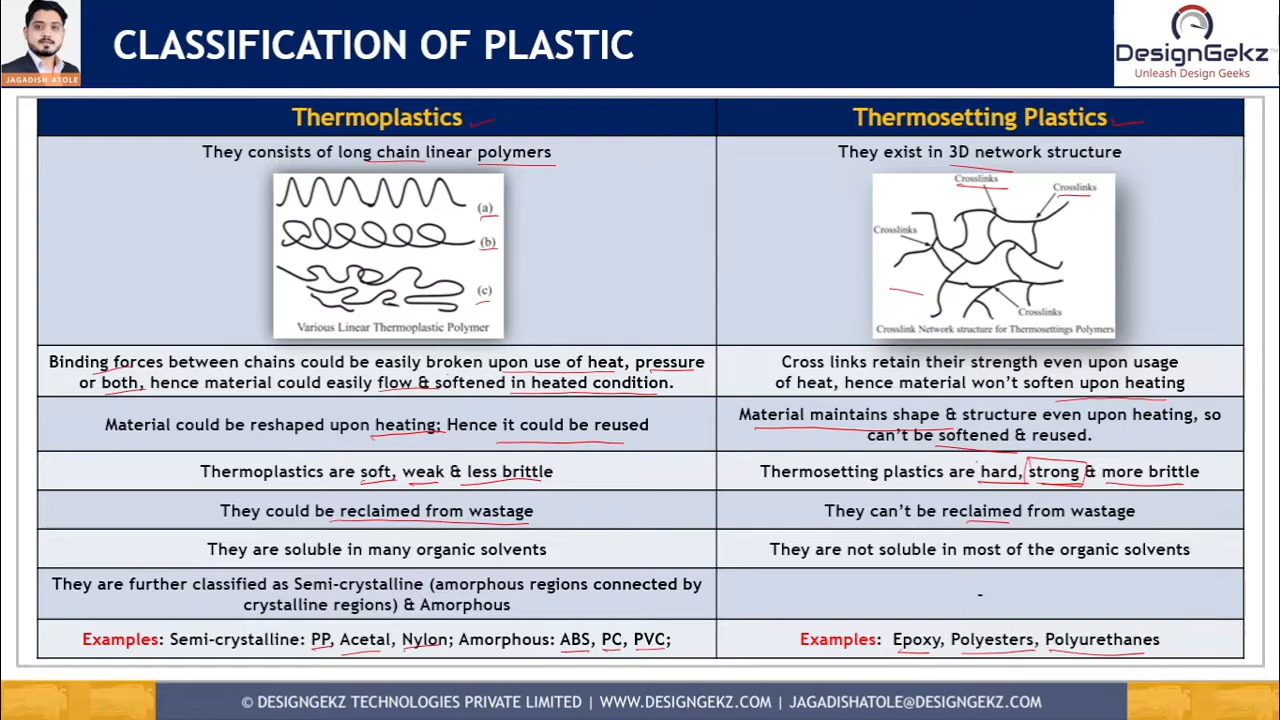 JAGADISH ATOLE
CLASSIFICATION OF PLASTIC
DesignGekz™
Unleash Design Geeks
Thermoplastics
Thermosetting Plastics
They consists of long chain linear polymers
They exist in 3D network structure
(a)
(b)
(c)
Various Linear Thermoplastic Polymer
Crosslinks
Crosslinks
Crosslinks
Crosslinks
Crosslink Network structure for Thermosettings Polymers
Binding forces between chains could be easily broken upon use of heat, pressure
or both, hence material could easily flow & softened in heated condition.
Cross links retain their strength even upon usage
of heat, hence material won't soften upon heating
Material could be reshaped upon heating; Hence it could be reused
Material maintains shape & structure even upon heating, so
can't be softened & reused.
Thermoplastics are soft, weak & less brittle
Thermosetting plastics are hard, strong & more brittle
They could be reclaimed from wastage
They can't be reclaimed from wastage
They are soluble in many organic solvents
They are not soluble in most of the organic solvents
They are further classified as Semi-crystalline (amorphous regions connected by
crystalline regions) & Amorphous
-
Examples: Semi-crystalline: PP, Acetal, Nylon; Amorphous: ABS, PC, PVC;
Examples: Epoxy, Polyesters, Polyurethanes
© DESIGNGEKZ TECHNOLOGIES PRIVATE LIMITED | WWW.DESIGNGEKZ.COM | JAGADISHATOLE@DESIGNGEKZ.COM